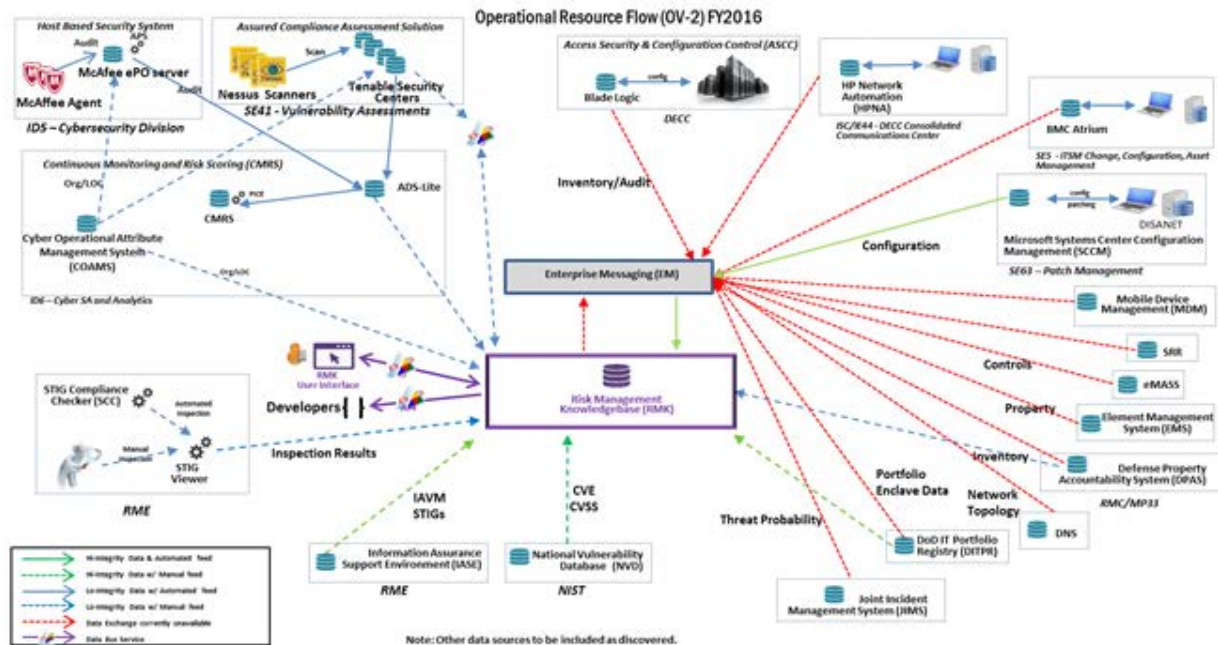 Operational Resource Flow (OV-2) FY2016
Host Based Security System
Audit
APS
McAfee ePO server
McAffee Agent
Audit
ID5 – Cybersecurity Division
Assured Compliance Assessment Solution
Scan
Nessus Scanners
Tenable Security
Centers
SE41 - Vulnerability Assessments
Access Security & Configuration Control (ASCC)
config
Blade Logic
DECC
HP Network
Automation
(HPNA)
ISC/IE44 - DECC Consolidated
Communications Center
BMC Atrium
SE5 - ITSM Change, Configuration, Asset
Management
config
patching
DISANET
Microsoft Systems Center Configuration
Management (SCCM)
SE63 – Patch Management
Continuous Monitoring and Risk Scoring (CMRS)
Org/LOC
CMRS
ADS-Lite
Cyber Operational Attribute
Management System
(COAMS)
Org/LOC
ID6 – Cyber SA and Analytics
Inventory/Audit
Configuration
Enterprise Messaging (EM)
Mobile Device
Management (MDM)
SRR
Controls
eMASS
Property
Element Management
System (EMS)
Inventory
Defense Property
Accountability System (DPAS)
RMC/MP33
RMK
User Interface
Developers
{ }
Risk Management
Knowledgebase (RMK)
STIG Compliance
Checker (SCC)
Automated
Inspection
Manual
Inspection
STIG
Viewer
RME
Inspection Results
IAVM
STIGs
CVE
CVSS
Portfolio
Enclave Data
Network
Topology
Threat Probability
DNS
DoD IT Portfolio
Registry (DITPR)
Information Assurance
Support Environment (IASE)
RME
National Vulnerability
Database (NVD)
NIST
Joint Incident
Management System (JIMS)
Hi-Integrity Data & Automated feed
Hi-Integrity Data w/ Manual feed
Lo-Integrity Data w/ Automated feed
Lo-Integrity Data w/ Manual feed
Data Exchange currently unavailable
Data Bus Service
Note: Other data sources to be included as discovered.